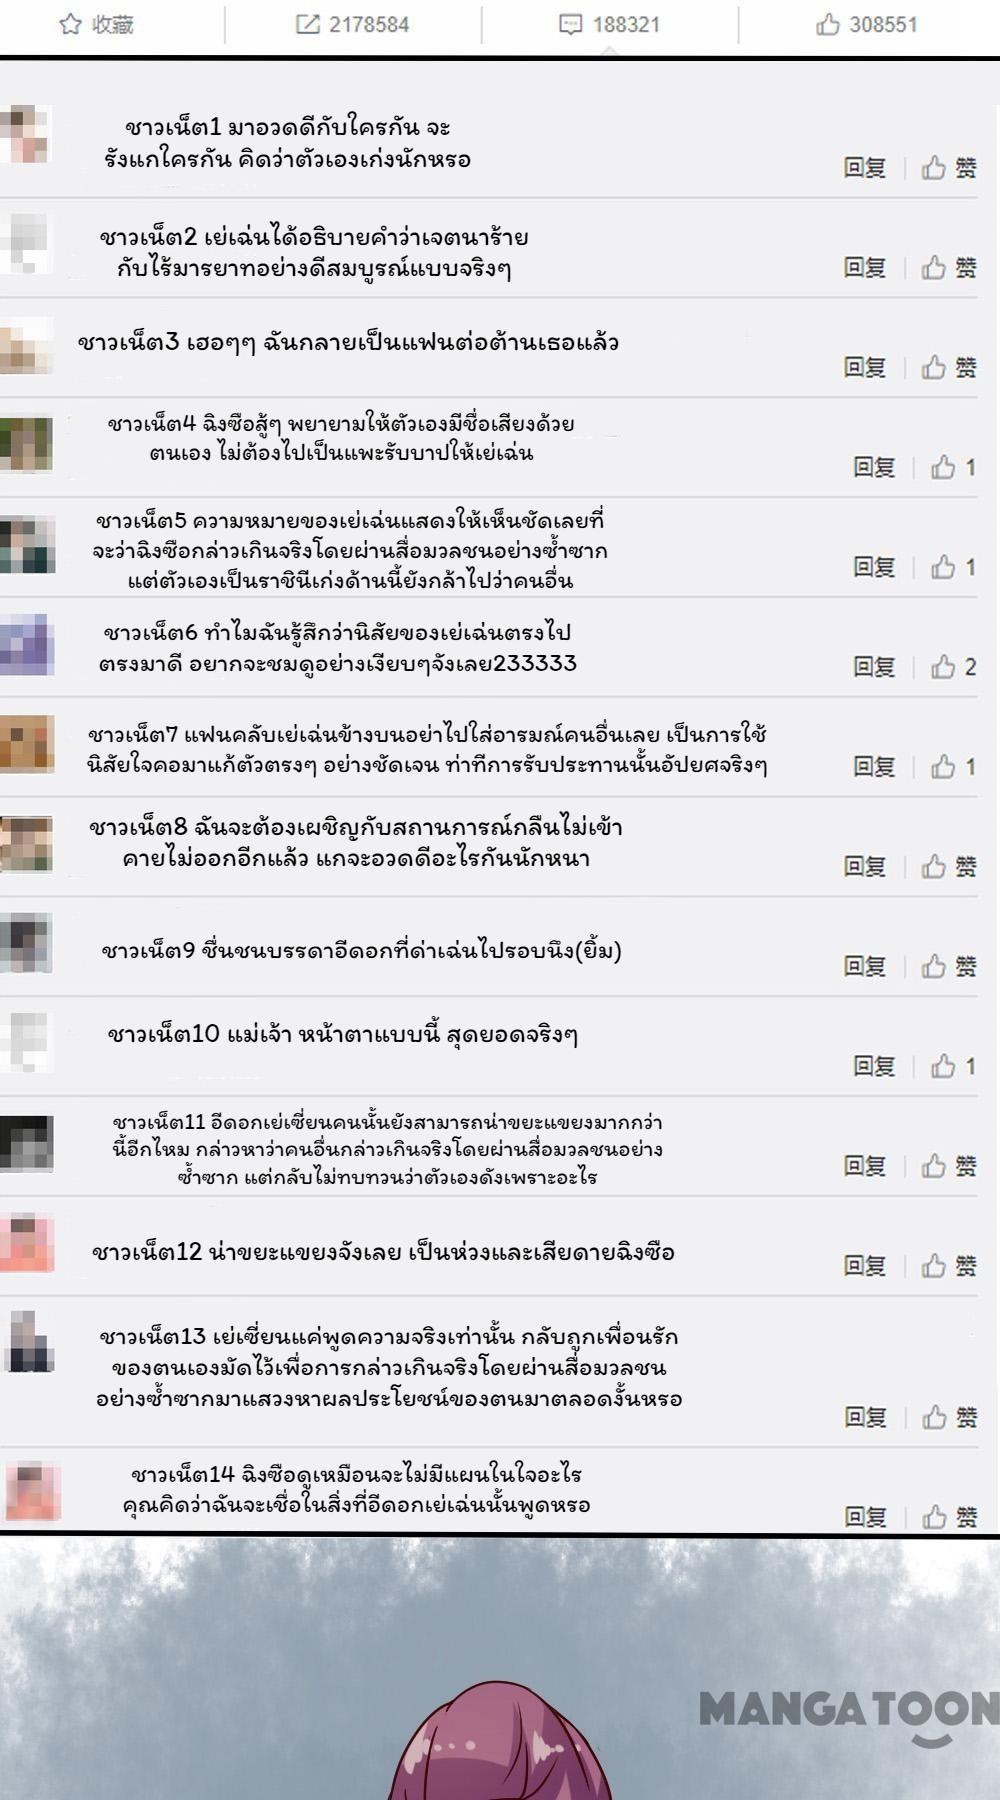 收藏 2178584 188321 308551
ชาวเน็ต1 มาอวดดีกับใครกัน จะ
รังแกใครกัน คิดว่าตัวเองเก่งนักหรอ
回复 赞
ชาวเน็ต2 เย่เฉ่นได้อธิบายคำว่าเจตนาร้าย
กับไร้มารยาทอย่างดีสมบูรณ์แบบจริงๆ
回复 赞
ชาวเน็ต3 เฮอๆๆ ฉันกลายเป็นแฟนต่อต้านเธอแล้ว
回复 赞
ชาวเน็ต4 ฉิงซือสู้ๆ พยายามให้ตัวเองมีชื่อเสียงด้วย
ตนเอง ไม่ต้องไปเป็นแพะรับบาปให้เย่เฉ่น
回复 1
ชาวเน็ต5 ความหมายของเย่เฉ่นแสดงให้เห็นชัดเลยที่
จะว่าฉิงซือกล่าวเกินจริงโดยผ่านสื่อมวลชนอย่างซ้ำซาก
แต่ตัวเองเป็นราชินีเก่งด้านนี้ยังกล้าไปว่าคนอื่น
回复 1
ชาวเน็ต6 ทำไมฉันรู้สึกว่านิสัยของเย่เฉ่นตรงไป
ตรงมาดี อยากจะชมดูอย่างเงียบๆจังเลย233333
回复 2
ชาวเน็ต7 แฟนคลับเย่เฉ่นข้างบนอย่าไปใส่อารมณ์คนอื่นเลย เป็นการใช้
นิสัยใจคอมาแก้ตัวตรงๆ อย่างชัดเจน ท่าทีการรับประทานนั้นอัปยศจริงๆ
回复 1
ชาวเน็ต8 ฉันจะต้องเผชิญกับสถานการณ์กลืนไม่เข้า
คายไม่ออกอีกแล้ว แกจะอวดดีอะไรกันนักหนา
回复 赞
ชาวเน็ต9 ชื่นชนบรรดาอีดอกที่ด่าเฉ่นไปรอบนึง(ยิ้ม)
回复 赞
ชาวเน็ต10 แม่เจ้า หน้าตาแบบนี้ สุดยอดจริงๆ
回复 1
ชาวเน็ต11 อีดอกเย่เซี่ยนคนนั้นยังสามารถน่าขยะแขยงมากกว่า
นี้อีกไหม กล่าวหาว่าคนอื่นกล่าวเกินจริงโดยผ่านสื่อมวลชนอย่าง
ซ้ำซาก แต่กลับไม่ทบทวนว่าตัวเองดังเพราะอะไร
回复 赞
ชาวเน็ต12 น่าขยะแขยงจังเลย เป็นห่วงและเสียดายฉิงซือ
回复 赞
ชาวเน็ต13 เย่เซี่ยนแค่พูดความจริงเท่านั้น กลับถูกเพื่อนรัก
ของตนเองมัดไว้เพื่อการกล่าวเกินจริงโดยผ่านสื่อมวลชน
อย่างซ้ำซากมาแสวงหาผลประโยชน์ของตนมาตลอดงั้นหรอ
回复 赞
ชาวเน็ต14 ฉิงซือดูเหมือนจะไม่มีแผนในใจอะไร
คุณคิดว่าฉันจะเชื่อในสิ่งที่อีดอกเย่เฉ่นนั้นพูดหรอ
回复 赞
MANGATOON